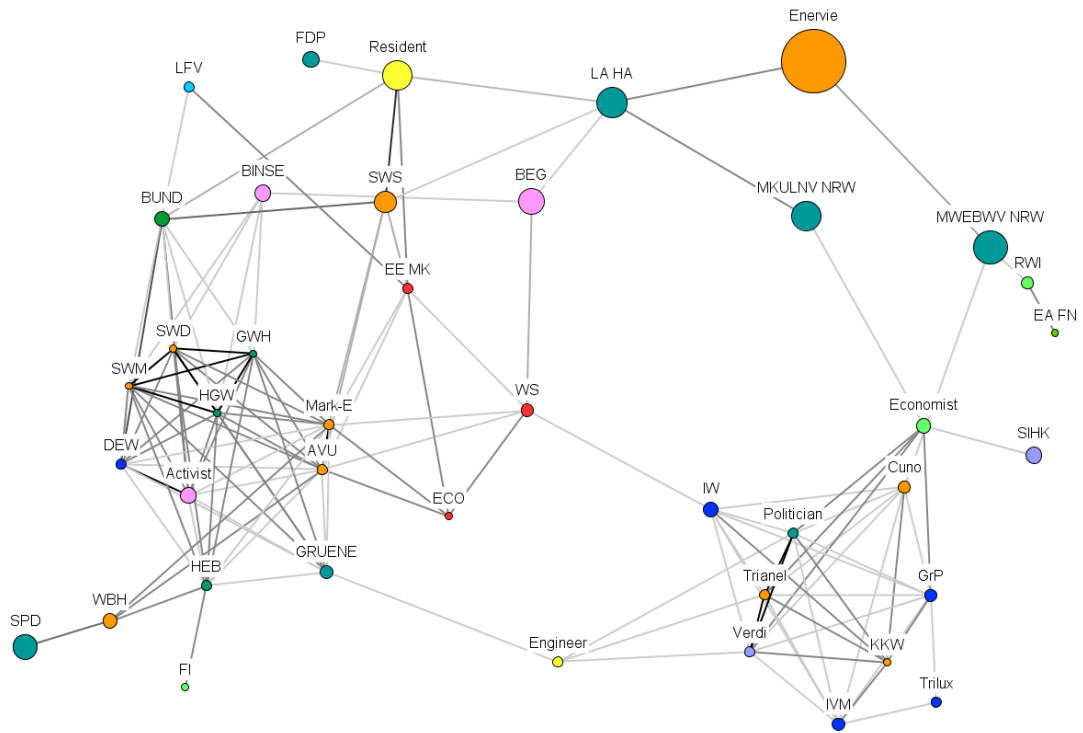 Enervie
FDP
Resident
LFV
LA HA
BINSE
SWS
BEG
MKULNV NRW
BUND
MWEBWV NRW
RWI
EE MK
EA FN
SWD
GWH
SWM
HGW
Mark-E
WS
Economist
DEW
AVU
SIHK
Activist
Cuno
ECO
IW
Politician
HEB
GRUENE
Trianel
GrP
WBH
SPD
Engineer
Verdi
KKW
FI
Trilux
IVM